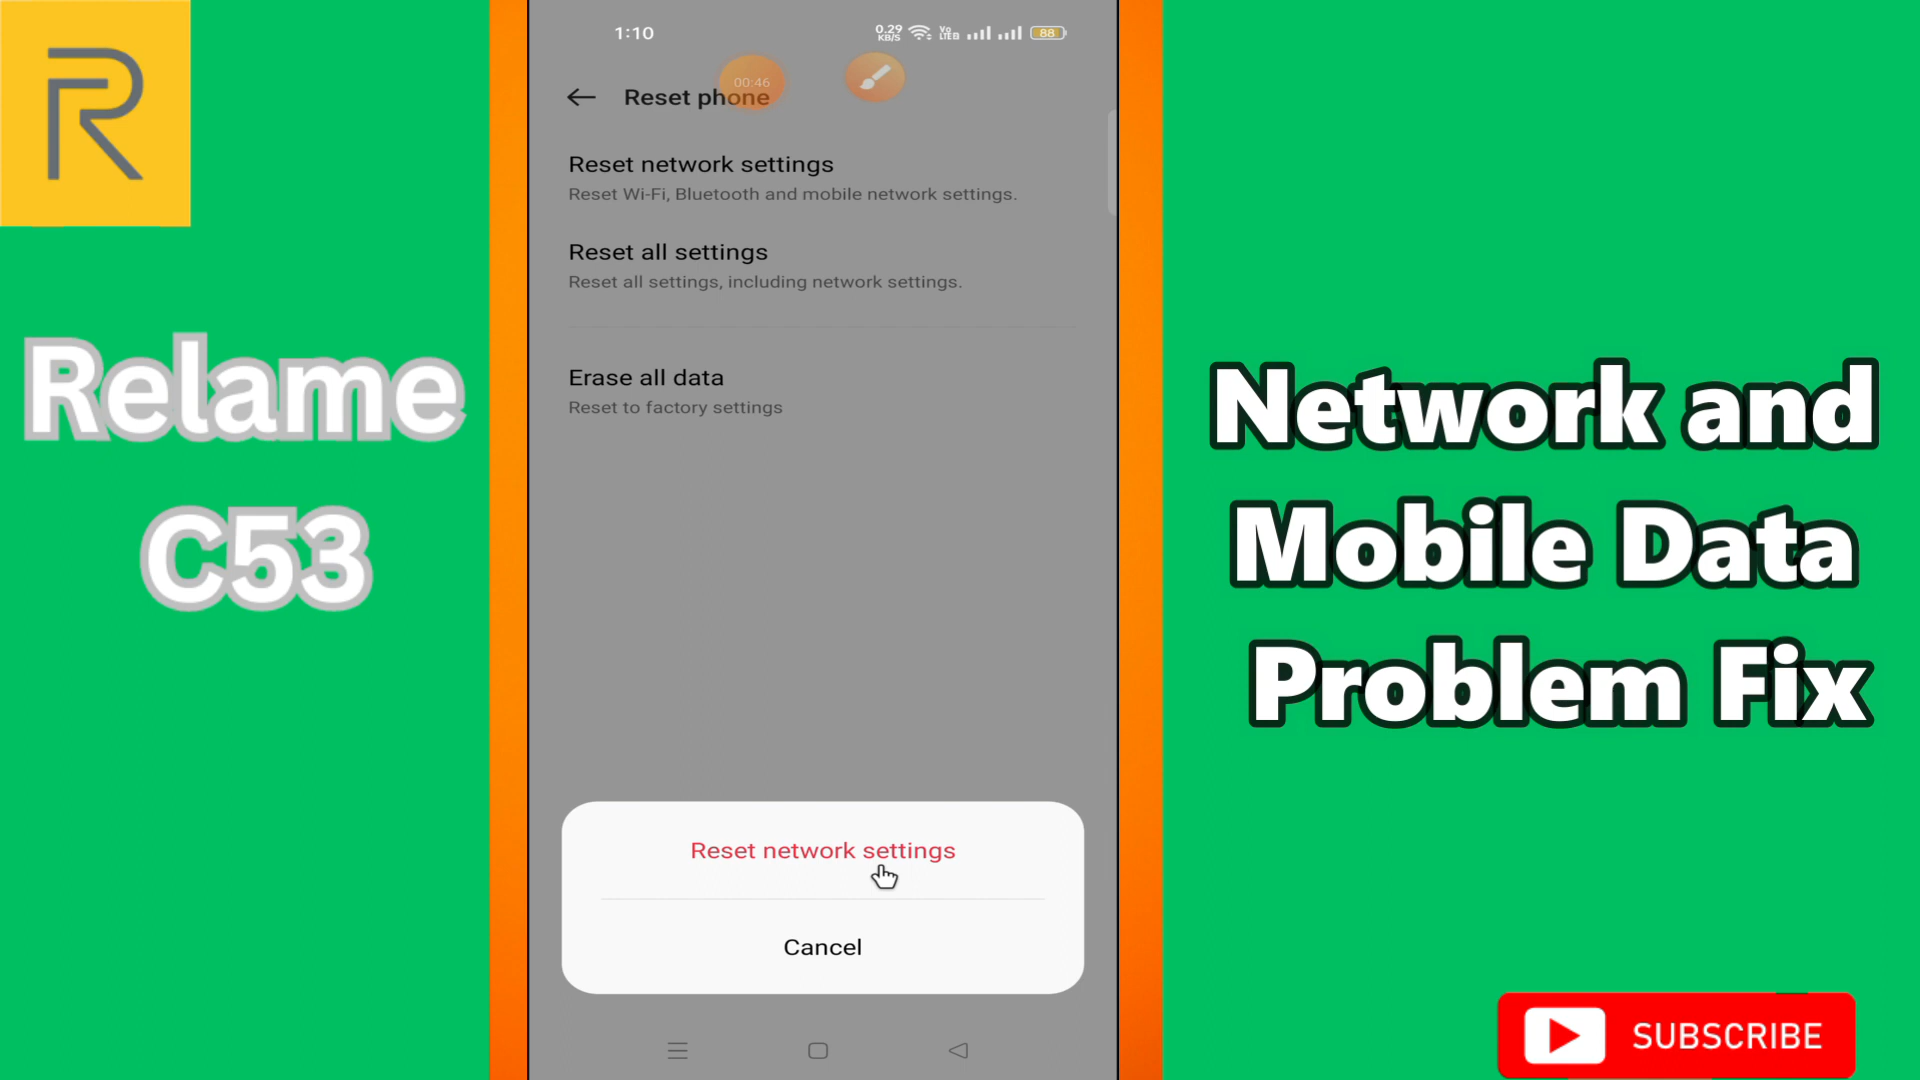 1:10
0.29
KB/S
Vo
LTE
88
00:46
Reset phone
Reset network settings
Reset Wi-Fi, Bluetooth and mobile network settings.
Reset all settings
Reset all settings, including network settings.
Erase all data
Reset to factory settings
Reset network settings
Cancel
Relame
C53
Network and
Mobile Data
Problem Fix
SUBSCRIBE